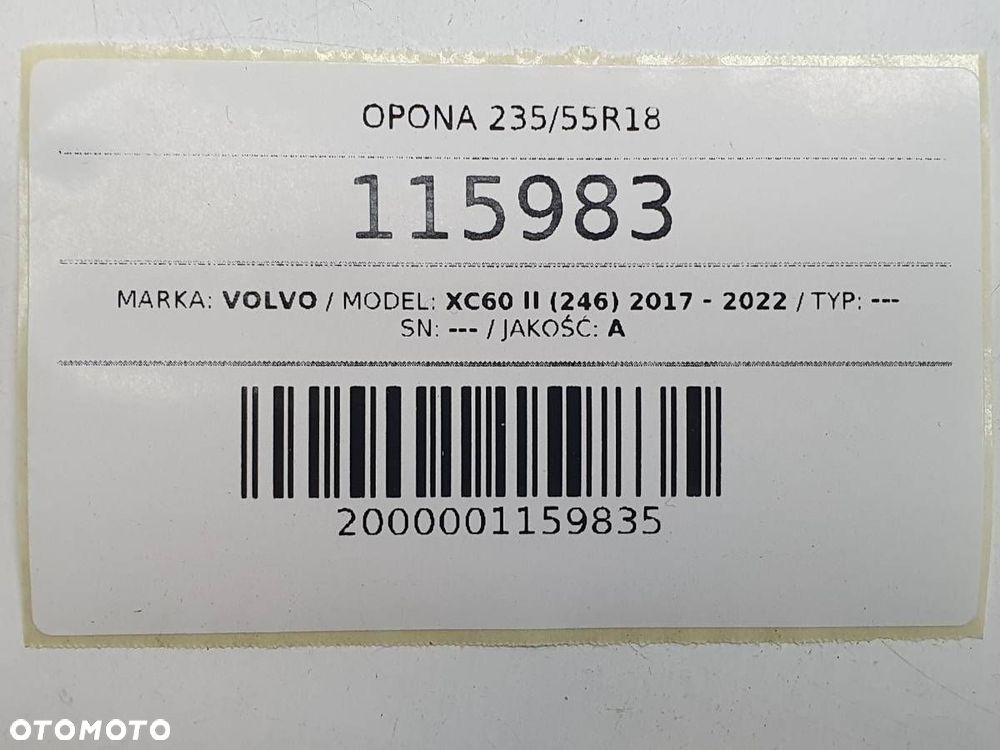 OPONA 235/55R18
115983
MARKA: VOLVO / MODEL: XC60 II (246) 2017 - 2022 / TYP: ---
SN: --- / JAKOŚĆ: A
2000001159835
OTOMOTO